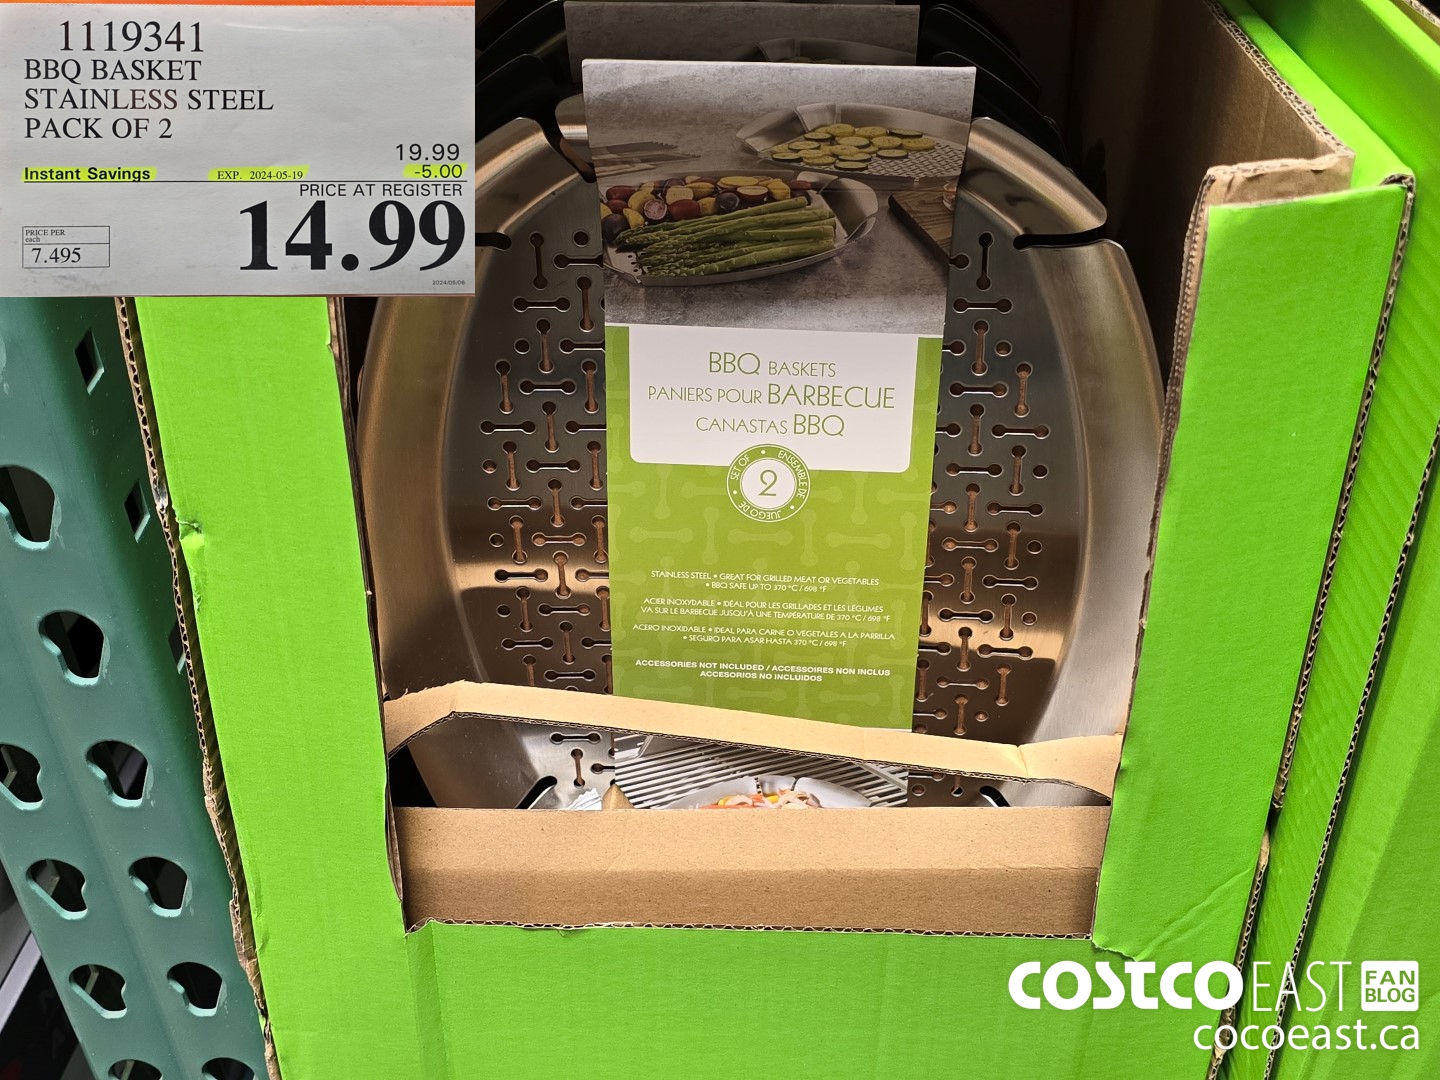 1119341
BBQ BASKET
STAINLESS STEEL
PACK OF 2
19.99
Instant Savings EXP. 2024-05-19 -5.00
PRICE AT REGISTER
14.99
PRICE PER
each
7.495
2024/05/06
BBQ BASKETS
PANIERS POUR BARBECUE
CANASTAS BBQ
SET OF • ENSEMBLE DE • JUEGO DE •
2
STAINLESS STEEL • GREAT FOR GRILLED MEAT OR VEGETABLES
• BBQ SAFE UP TO 370 °C / 698 °F
ACIER INOXYDABLE • IDÉAL POUR LES GRILLADES ET LES LÉGUMES
VA SUR LE BARBECUE JUSQU'À UNE TEMPÉRATURE DE 370 °C / 698 °F
ACERO INOXIDABLE • IDEAL PARA CARNE O VEGETALES A LA PARRILLA
• SEGURO PARA ASAR HASTA 370 °C / 698 °F
ACCESSORIES NOT INCLUDED / ACCESSOIRES NON INCLUS
ACCESORIOS NO INCLUIDOS
COSTCO EAST FAN BLOG
cocoeast.ca